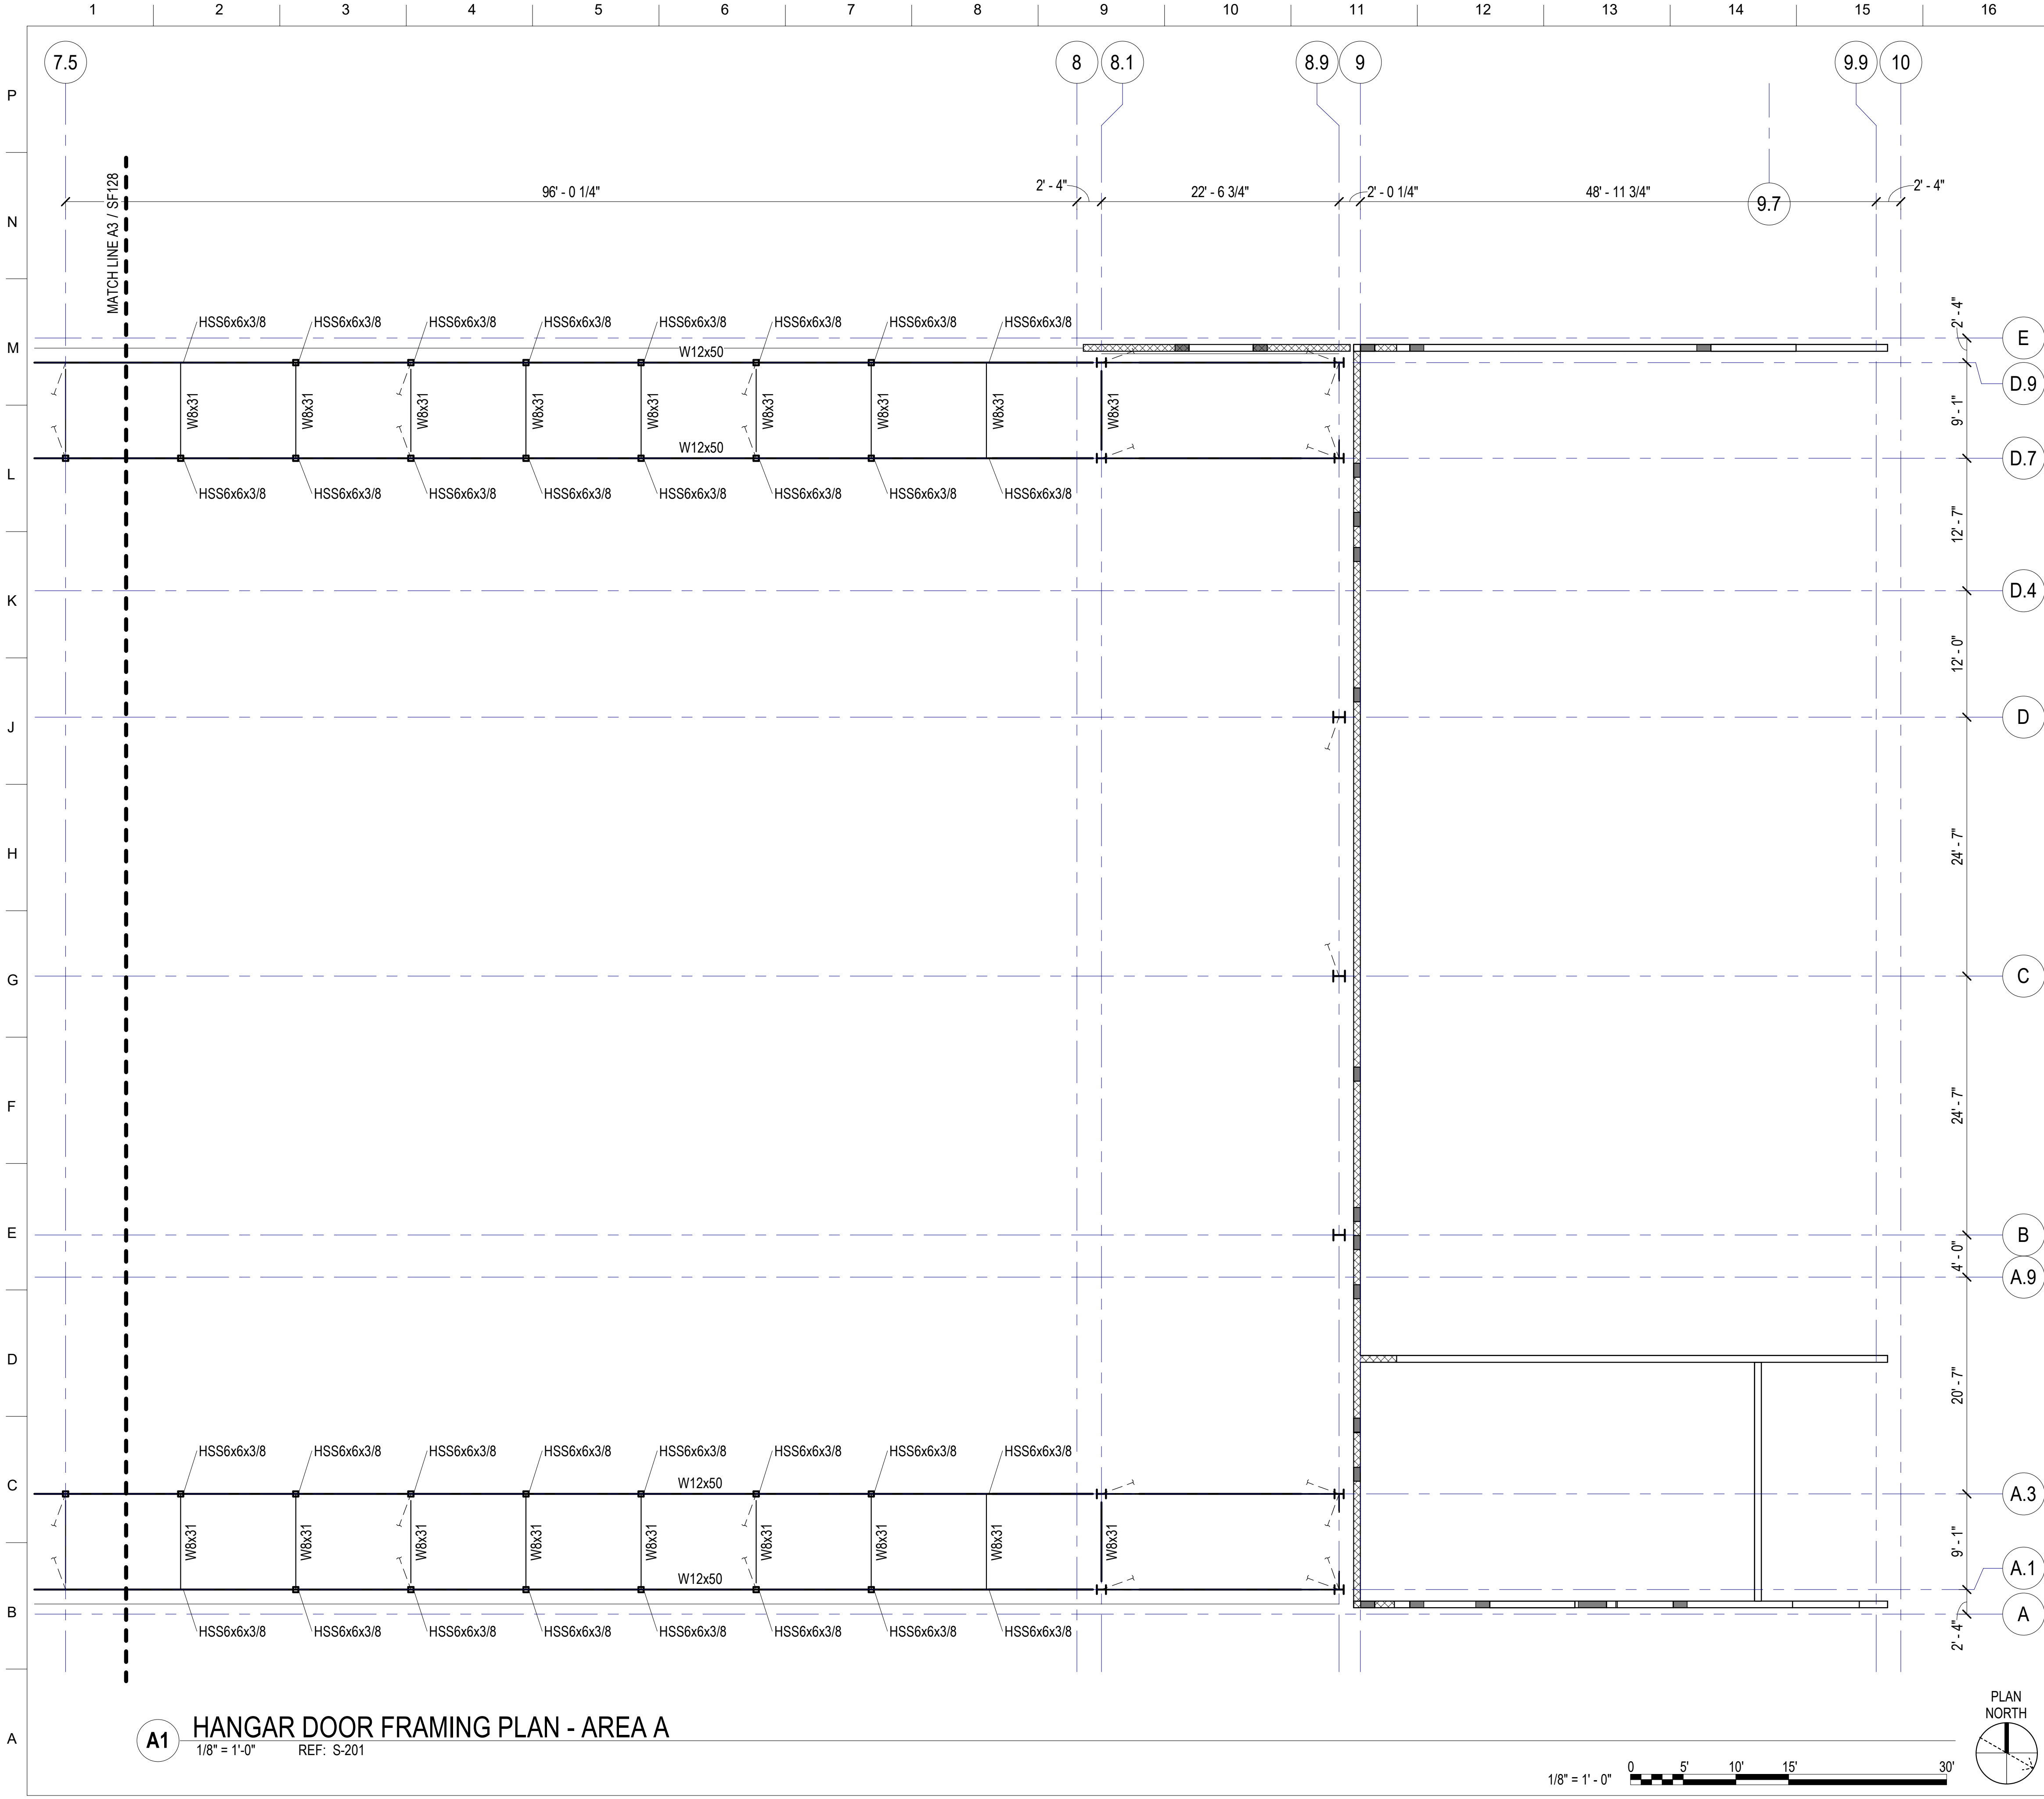 1 2 3 4 5 6 7 8 9 10 11 12 13 14 15 16
7.5 8 8.1 8.9 9 9.9 10
P
N
M
L
K
J
H
G
F
E
D
C
B
A
MATCH LINE A3 / SF128
96' - 0 1/4" 2' - 4" 22' - 6 3/4" 2' - 0 1/4" 48' - 11 3/4" 2' - 4"
9.7
HSS6x6x3/8 HSS6x6x3/8 HSS6x6x3/8 HSS6x6x3/8 HSS6x6x3/8 HSS6x6x3/8 HSS6x6x3/8 HSS6x6x3/8
W12x50
W8x31 W8x31 W8x31 W8x31 W8x31 W8x31 W8x31 W8x31 W8x31
W12x50
HSS6x6x3/8 HSS6x6x3/8 HSS6x6x3/8 HSS6x6x3/8 HSS6x6x3/8 HSS6x6x3/8 HSS6x6x3/8 HSS6x6x3/8
2' - 4"
E
D.9
9' - 1"
D.7
12' - 7"
D.4
12' - 0"
D
24' - 7"
C
24' - 7"
B
4' - 0"
A.9
20' - 7"
A.3
9' - 1"
A.1
A
2' - 4"
HSS6x6x3/8 HSS6x6x3/8 HSS6x6x3/8 HSS6x6x3/8 HSS6x6x3/8 HSS6x6x3/8 HSS6x6x3/8 HSS6x6x3/8
W12x50
W8x31 W8x31 W8x31 W8x31 W8x31 W8x31 W8x31 W8x31 W8x31
W12x50
HSS6x6x3/8 HSS6x6x3/8 HSS6x6x3/8 HSS6x6x3/8 HSS6x6x3/8 HSS6x6x3/8 HSS6x6x3/8 HSS6x6x3/8
A1 HANGAR DOOR FRAMING PLAN - AREA A
1/8" = 1'-0" REF: S-201
PLAN
NORTH
0 5' 10' 15' 30'
1/8" = 1' - 0"